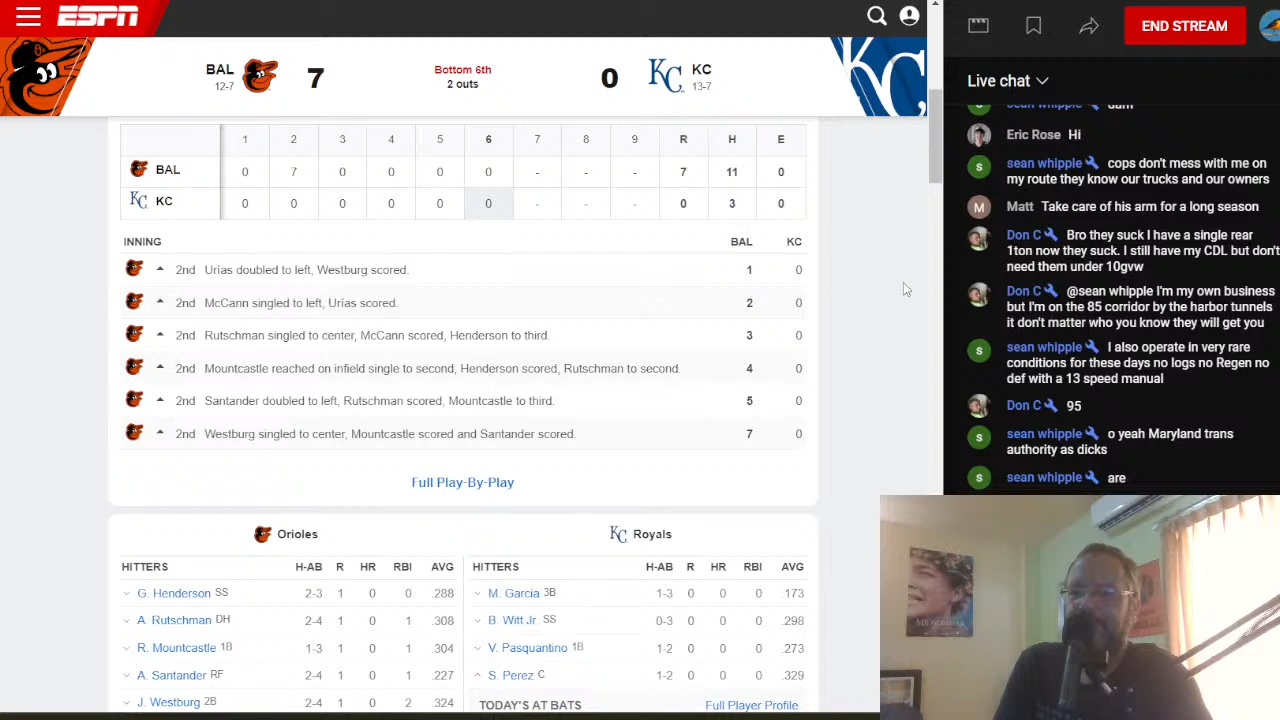 ESPN
END STREAM
BAL
12-7
7
Bottom 6th
2 outs
0
KC
KC
13-7
KC
Live chat
1 2 3 4 5 6 7 8 9 R H E
BAL 0 7 0 0 0 0 - - - 7 11 0
KC KC 0 0 0 0 0 0 - - - 0 3 0
INNING BAL KC
2nd Urías doubled to left, Westburg scored. 1 0
2nd McCann singled to left, Urías scored. 2 0
2nd Rutschman singled to center, McCann scored, Henderson to third. 3 0
2nd Mountcastle reached on infield single to second, Henderson scored, Rutschman to second. 4 0
2nd Santander doubled to left, Rutschman scored, Mountcastle to third. 5 0
2nd Westburg singled to center, Mountcastle scored and Santander scored. 7 0
Full Play-By-Play
Orioles
HITTERS H-AB R HR RBI AVG
G. Henderson SS 2-3 1 0 0 .288
A. Rutschman DH 2-4 1 0 1 .308
R. Mountcastle 1B 1-3 1 0 1 .304
A. Santander RF 2-4 1 0 1 .227
J. Westburg 2B 2-4 1 0 2 .324
KC Royals
HITTERS H-AB R HR RBI AVG
M. Garcia 3B 1-3 0 0 0 .173
B. Witt Jr. SS 0-3 0 0 0 .298
V. Pasquantino 1B 1-2 0 0 0 .273
S. Perez C 1-2 0 0 0 .329
TODAY'S AT BATS Full Player Profile
s sean whipple dam
Eric Rose Hi
s sean whipple cops don't mess with me on
my route they know our trucks and our owners
M Matt Take care of his arm for a long season
Don C Bro they suck I have a single rear
1ton now they suck. I still have my CDL but don't
need them under 10gvw
Don C @sean whipple I'm my own business
but I'm on the 85 corridor by the harbor tunnels
it don't matter who you know they will get you
s sean whipple I also operate in very rare
conditions for these days no logs no Regen no
def with a 13 speed manual
Don C 95
s sean whipple o yeah Maryland trans
authority as dicks
s sean whipple are
MIDSOMMAR